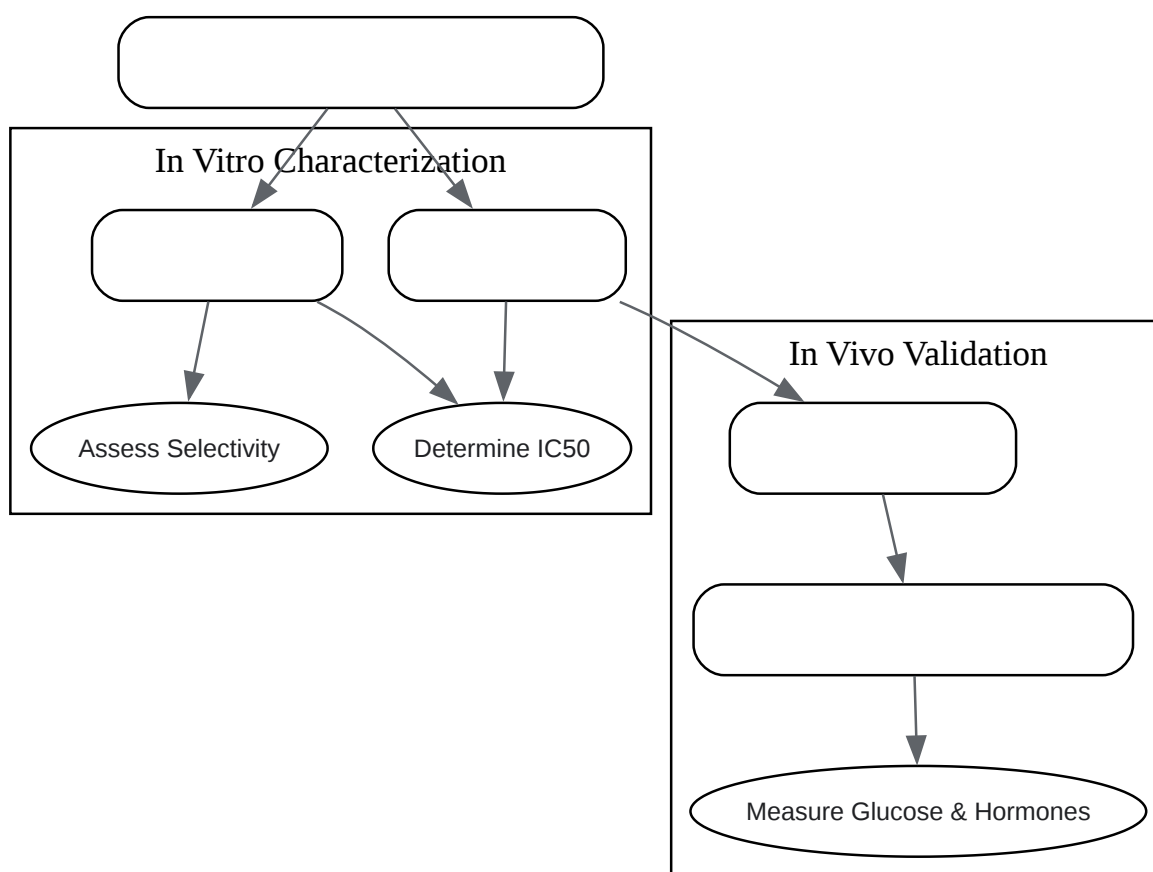 In Vitro Characterization
In Vivo Validation
Assess Selectivity
Determine IC50
Measure Glucose & Hormones